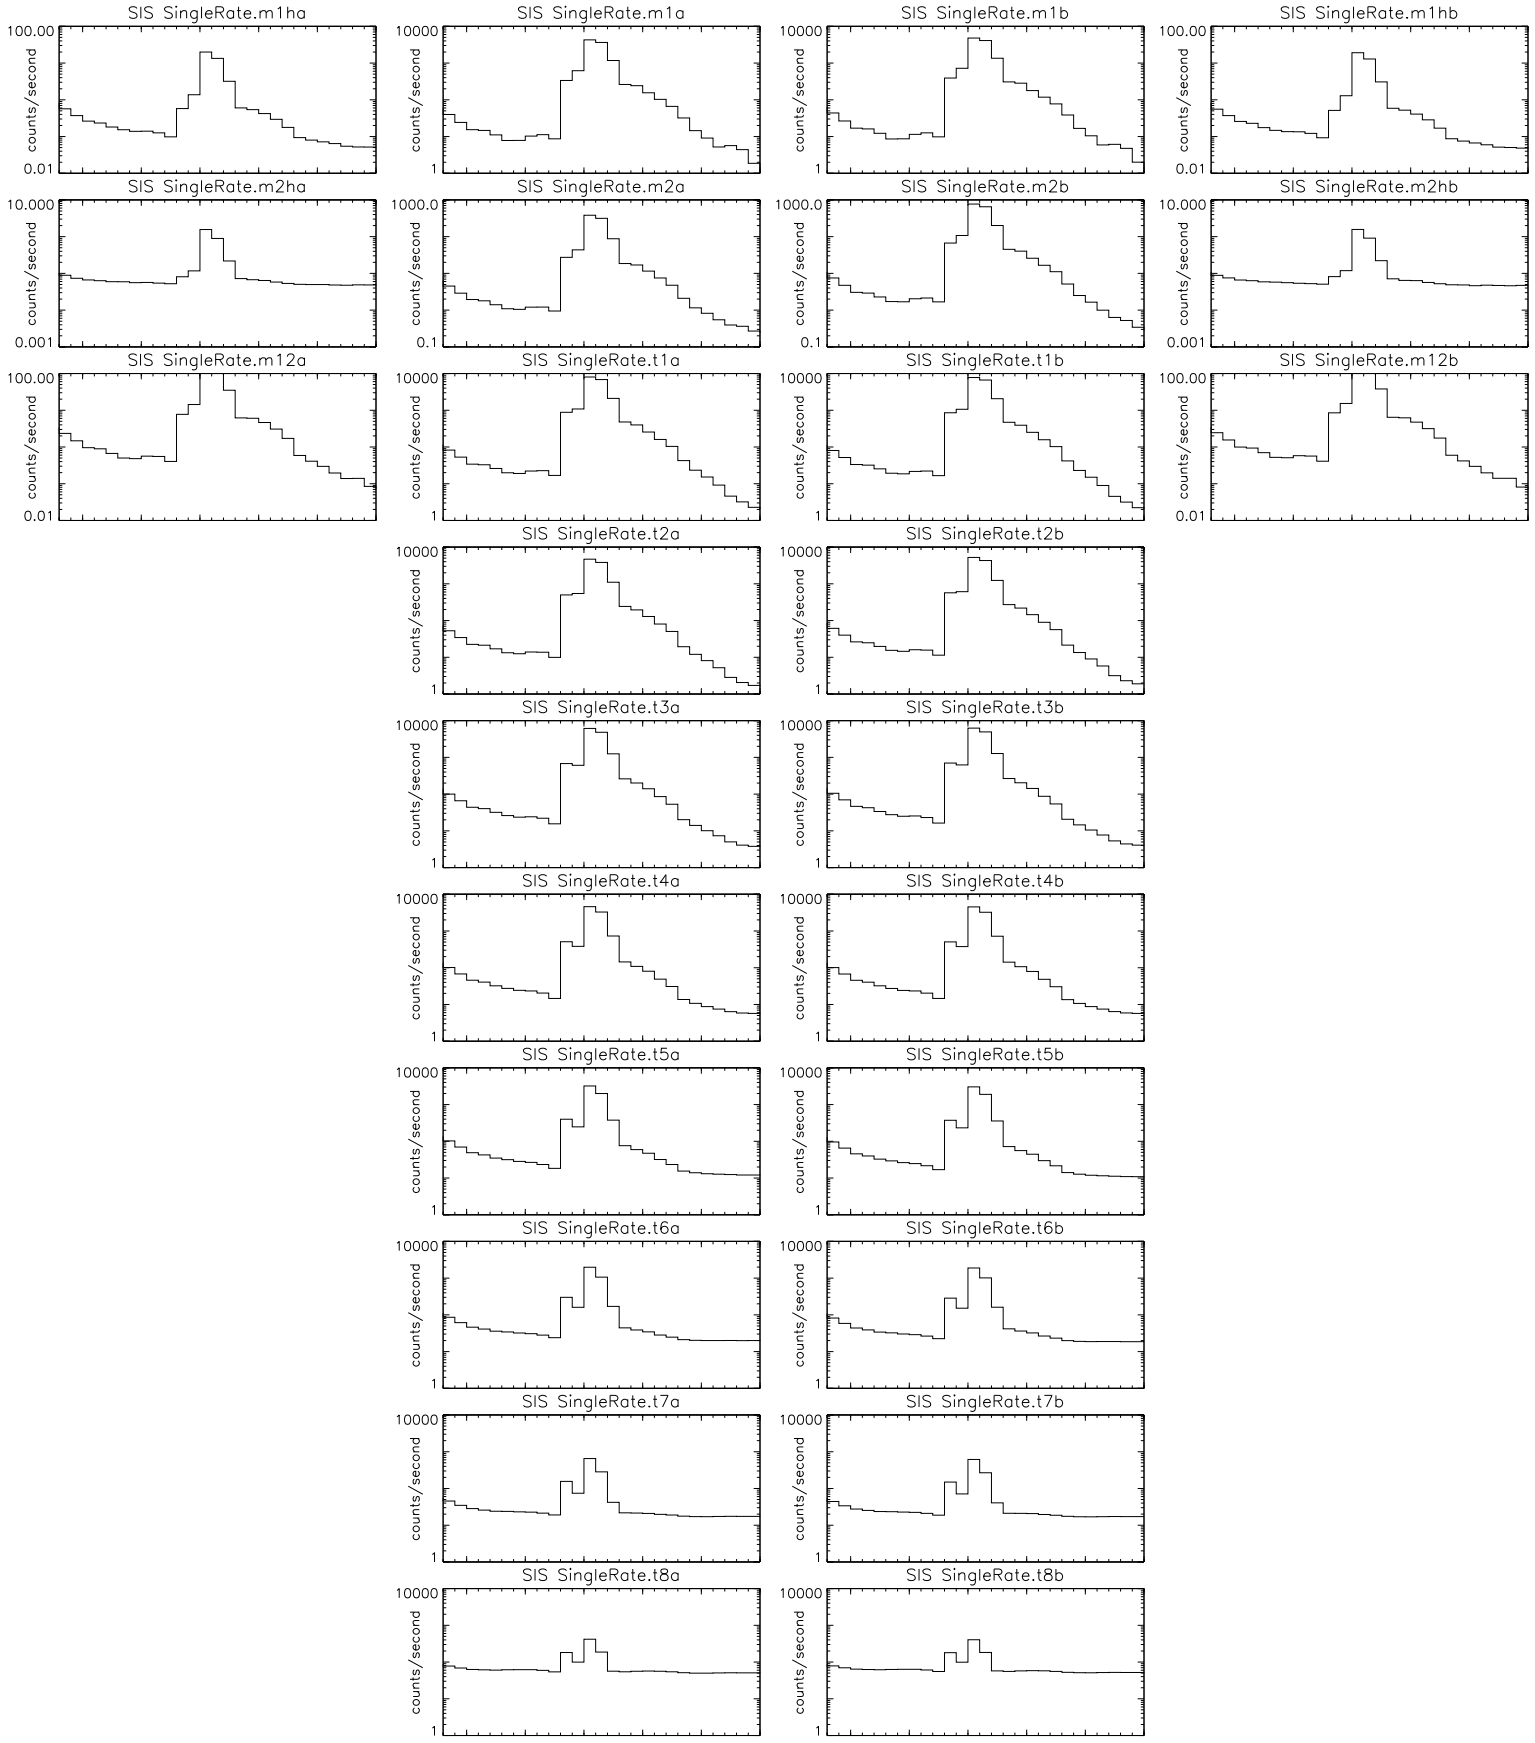 SIS SingleRate.m1ha
SIS SingleRate.m1a
SIS SingleRate.m1b
SIS SingleRate.m1hb
100.00
counts/second
0.01
10000
counts/second
1
10000
counts/second
1
100.00
counts/second
0.01
SIS SingleRate.m2ha
SIS SingleRate.m2a
SIS SingleRate.m2b
SIS SingleRate.m2hb
10.000
counts/second
0.001
1000.0
counts/second
0.1
1000.0
counts/second
0.1
10.000
counts/second
0.001
SIS SingleRate.m12a
SIS SingleRate.t1a
SIS SingleRate.t1b
SIS SingleRate.m12b
100.00
counts/second
0.01
10000
counts/second
1
10000
counts/second
1
100.00
counts/second
0.01
SIS SingleRate.t2a
SIS SingleRate.t2b
10000
counts/second
1
10000
counts/second
1
SIS SingleRate.t3a
SIS SingleRate.t3b
10000
counts/second
1
10000
counts/second
1
SIS SingleRate.t4a
SIS SingleRate.t4b
10000
counts/second
1
10000
counts/second
1
SIS SingleRate.t5a
SIS SingleRate.t5b
10000
counts/second
1
10000
counts/second
1
SIS SingleRate.t6a
SIS SingleRate.t6b
10000
counts/second
1
10000
counts/second
1
SIS SingleRate.t7a
SIS SingleRate.t7b
10000
counts/second
1
10000
counts/second
1
SIS SingleRate.t8a
SIS SingleRate.t8b
10000
counts/second
1
10000
counts/second
1